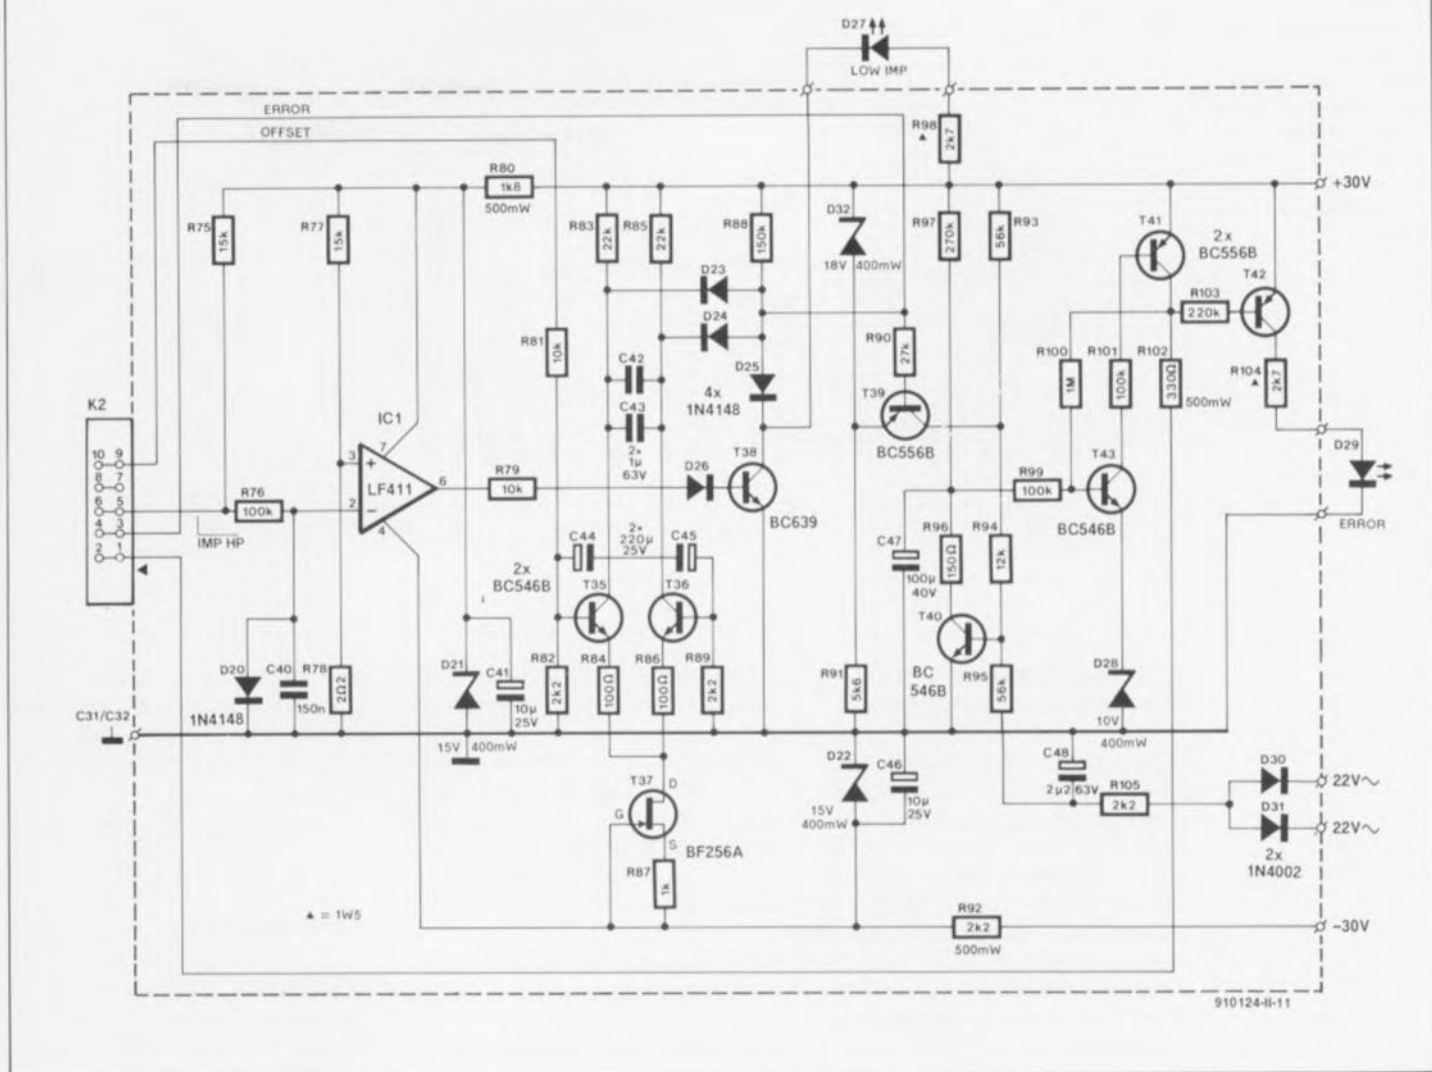 D27
LOW IMP
ERROR
OFFSET
R98
▲
2k7
R80
1k8
500mW
+30V
R75
15k
R77
15k
R83
22k
R85
22k
R88
150k
D32
18V 400mW
R97
270k
R93
56k
T41
2x
BC556B
T42
D23
D24
R103
220k
R81
10k
C42
C43
2x
1µ
63V
D25
4x
1N4148
R90
27k
T39
BC556B
R100
1M
R101
100k
R102
330Ω
500mW
R104
▲
2k7
K2
10 9
8 7
6 5
4 3
2 1
IC1
3
+
7
LF411
6
2
−
4
R79
10k
D26
T38
BC639
R99
100k
T43
BC546B
D29
ERROR
R76
100k
IMP HP
2x
BC546B
C44
2x
220µ
25V
C45
T35
T36
C47
100µ
40V
R96
150Ω
R94
12k
T40
BC
546B
D20
1N4148
C40
150n
R78
2Ω2
D21
15V 400mW
C41
10µ
25V
R82
2k2
R84
100Ω
R86
100Ω
R89
2k2
R91
5k6
R95
56k
D28
10V
400mW
C31/C32
T37
D
G
S
BF256A
R87
1k
D22
15V
400mW
C46
10µ
25V
C48
2µ2 63V
R105
2k2
D30
22V~
D31
22V~
2x
1N4002
▲ = 1W5
R92
2k2
500mW
−30V
910124-II-11